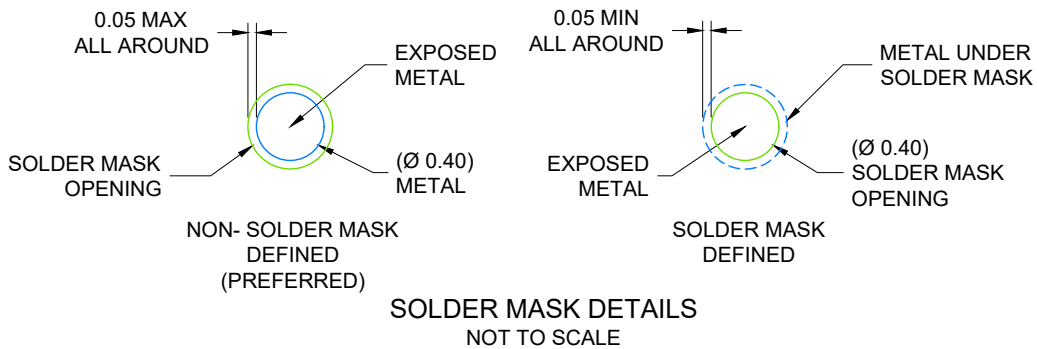 0.05 MAX
ALL AROUND
EXPOSED
METAL
SOLDER MASK
OPENING
(Ø 0.40)
METAL
NON- SOLDER MASK
DEFINED
(PREFERRED)
0.05 MIN
ALL AROUND
METAL UNDER
SOLDER MASK
EXPOSED
METAL
(Ø 0.40)
SOLDER MASK
OPENING
SOLDER MASK
DEFINED
SOLDER MASK DETAILS
NOT TO SCALE